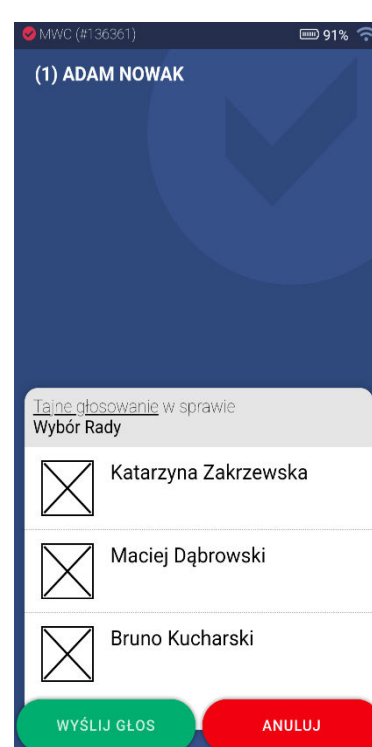 MWC (#136361) 91%
(1) ADAM NOWAK
Tajne głosowanie w sprawie
Wybór Rady
Katarzyna Zakrzewska
Maciej Dąbrowski
Bruno Kucharski
WYŚLIJ GŁOS ANULUJ